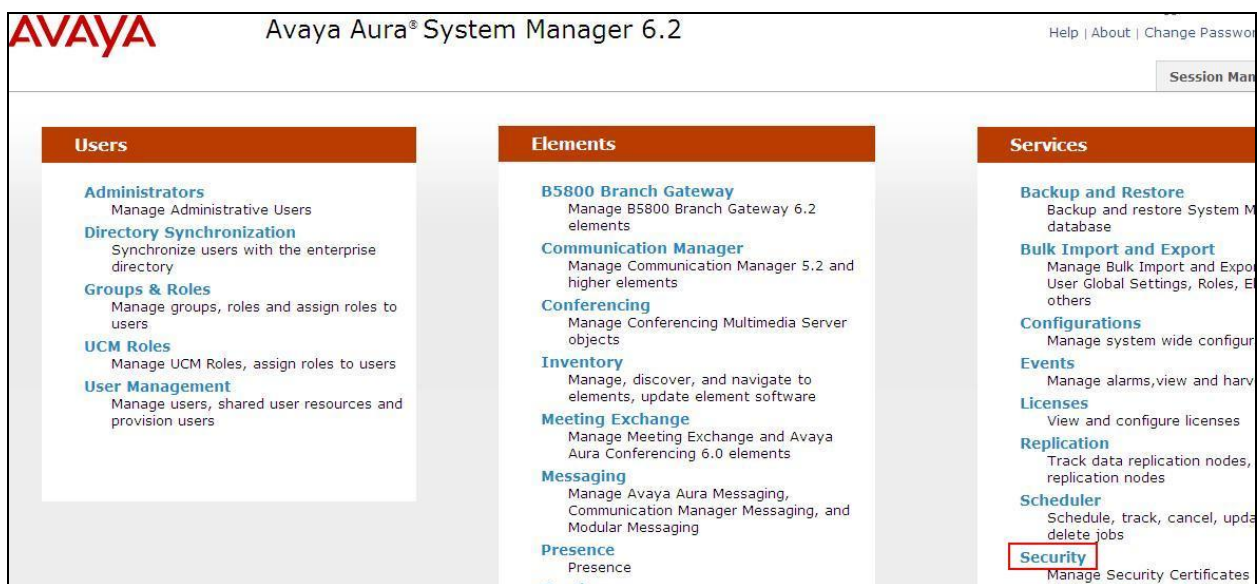 AVAYA
Avaya Aura® System Manager 6.2
Help | About | Change
Session
Users
Administrators
Manage Administrative Users
Directory Synchronization
Synchronize users with the enterprise
directory
Groups & Roles
Manage groups, roles and assign roles to
users
UCM Roles
Manage UCM Roles, assign roles to users
User Management
Manage users, shared user resources and
provision users
Elements
B5800 Branch Gateway
Manage B5800 Branch Gateway 6.2
elements
Communication Manager
Manage Communication Manager 5.2 and
higher elements
Conferencing
Manage Conferencing Multimedia Server
objects
Inventory
Manage, discover, and navigate to
elements, update element software
Meeting Exchange
Manage Meeting Exchange and Avaya
Aura Conferencing 6.0 elements
Messaging
Manage Avaya Aura Messaging,
Communication Manager Messaging, and
Modular Messaging
Presence
Presence
Services
Backup and Restore
Backup and restore System
database
Bulk Import and Export
Manage Bulk Import and
User Global Settings, Roles,
others
Configurations
Manage system wide
Events
Manage alarms,view and
Licenses
View and configure licenses
Replication
Track data replication nodes,
replication nodes
Scheduler
Schedule, track, cancel,
delete jobs
Security
Manage Security Certificates